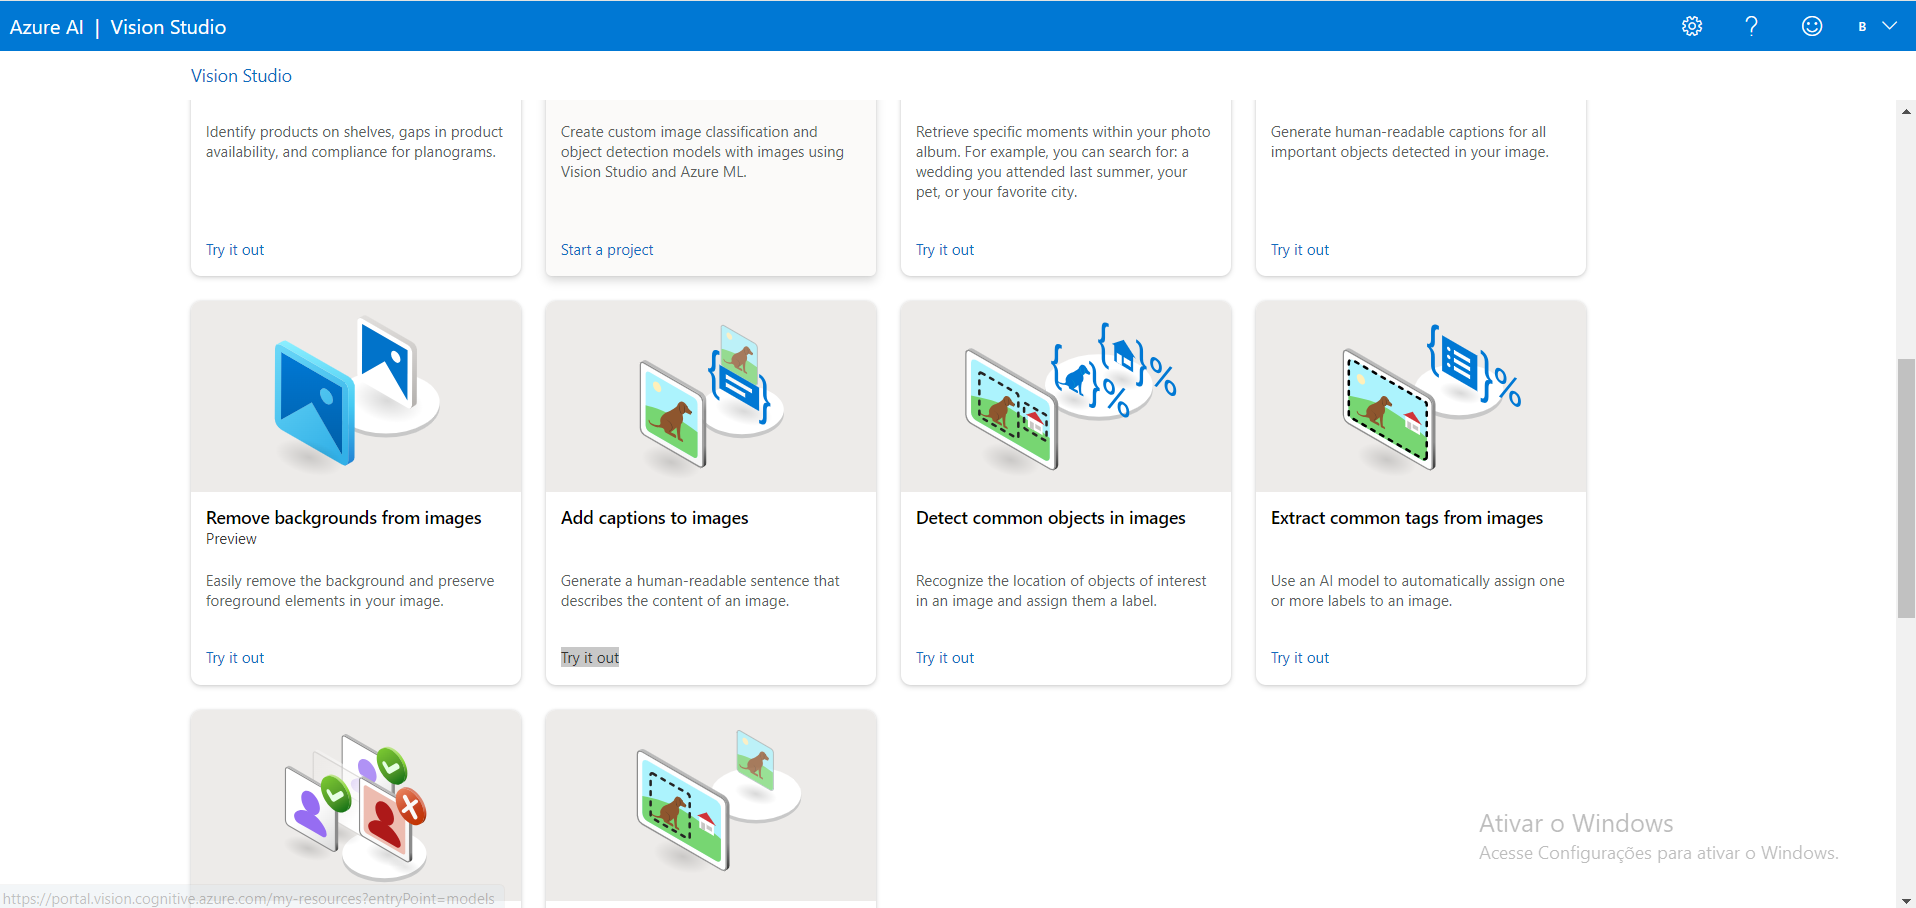 Azure AI | Vision Studio
B
Vision Studio
Identify products on shelves, gaps in product
availability, and compliance for planograms.
Try it out
Create custom image classification and
object detection models with images using
Vision Studio and Azure ML.
Start a project
Retrieve specific moments within your photo
album. For example, you can search for: a
wedding you attended last summer, your
pet, or your favorite city.
Try it out
Generate human-readable captions for all
important objects detected in your image.
Try it out
Remove backgrounds from images
Preview
Easily remove the background and preserve
foreground elements in your image.
Try it out
Add captions to images
Generate a human-readable sentence that
describes the content of an image.
Try it out
Detect common objects in images
Recognize the location of objects of interest
in an image and assign them a label.
Try it out
Extract common tags from images
Use an AI model to automatically assign one
or more labels to an image.
Try it out
Ativar o Windows
Acesse Configurações para ativar o Windows.
https://portal.vision.cognitive.azure.com/my-resources?entryPoint=models